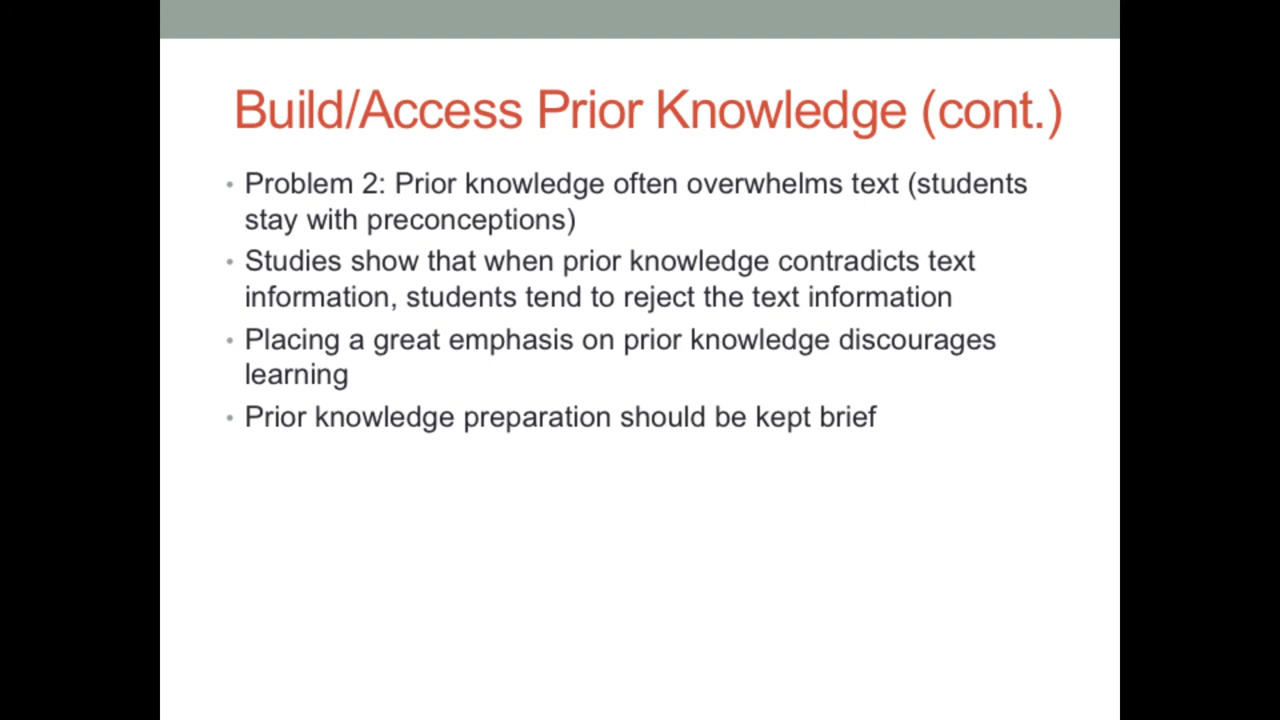 Build/Access Prior Knowledge (cont.)
• Problem 2: Prior knowledge often overwhelms text (students
stay with preconceptions)
• Studies show that when prior knowledge contradicts text
information, students tend to reject the text information
• Placing a great emphasis on prior knowledge discourages
learning
• Prior knowledge preparation should be kept brief